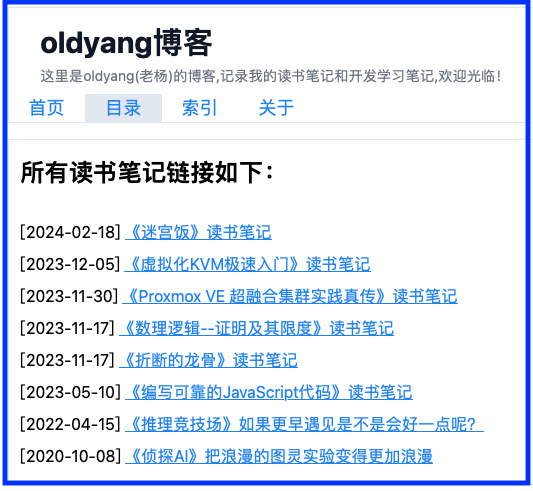 oldyang博客
这里是oldyang(老杨)的博客,记录我的读书笔记和开发学习笔记,欢迎光临！
首页 目录 索引 关于
所有读书笔记链接如下：
[2024-02-18] 《迷宫饭》读书笔记
[2023-12-05] 《虚拟化KVM极速入门》读书笔记
[2023-11-30] 《Proxmox VE 超融合集群实践真传》读书笔记
[2023-11-17] 《数理逻辑--证明及其限度》读书笔记
[2023-11-17] 《折断的龙骨》读书笔记
[2023-05-10] 《编写可靠的JavaScript代码》读书笔记
[2022-04-15] 《推理竞技场》如果更早遇见是不是会好一点呢？
[2020-10-08] 《侦探AI》把浪漫的图灵实验变得更加浪漫